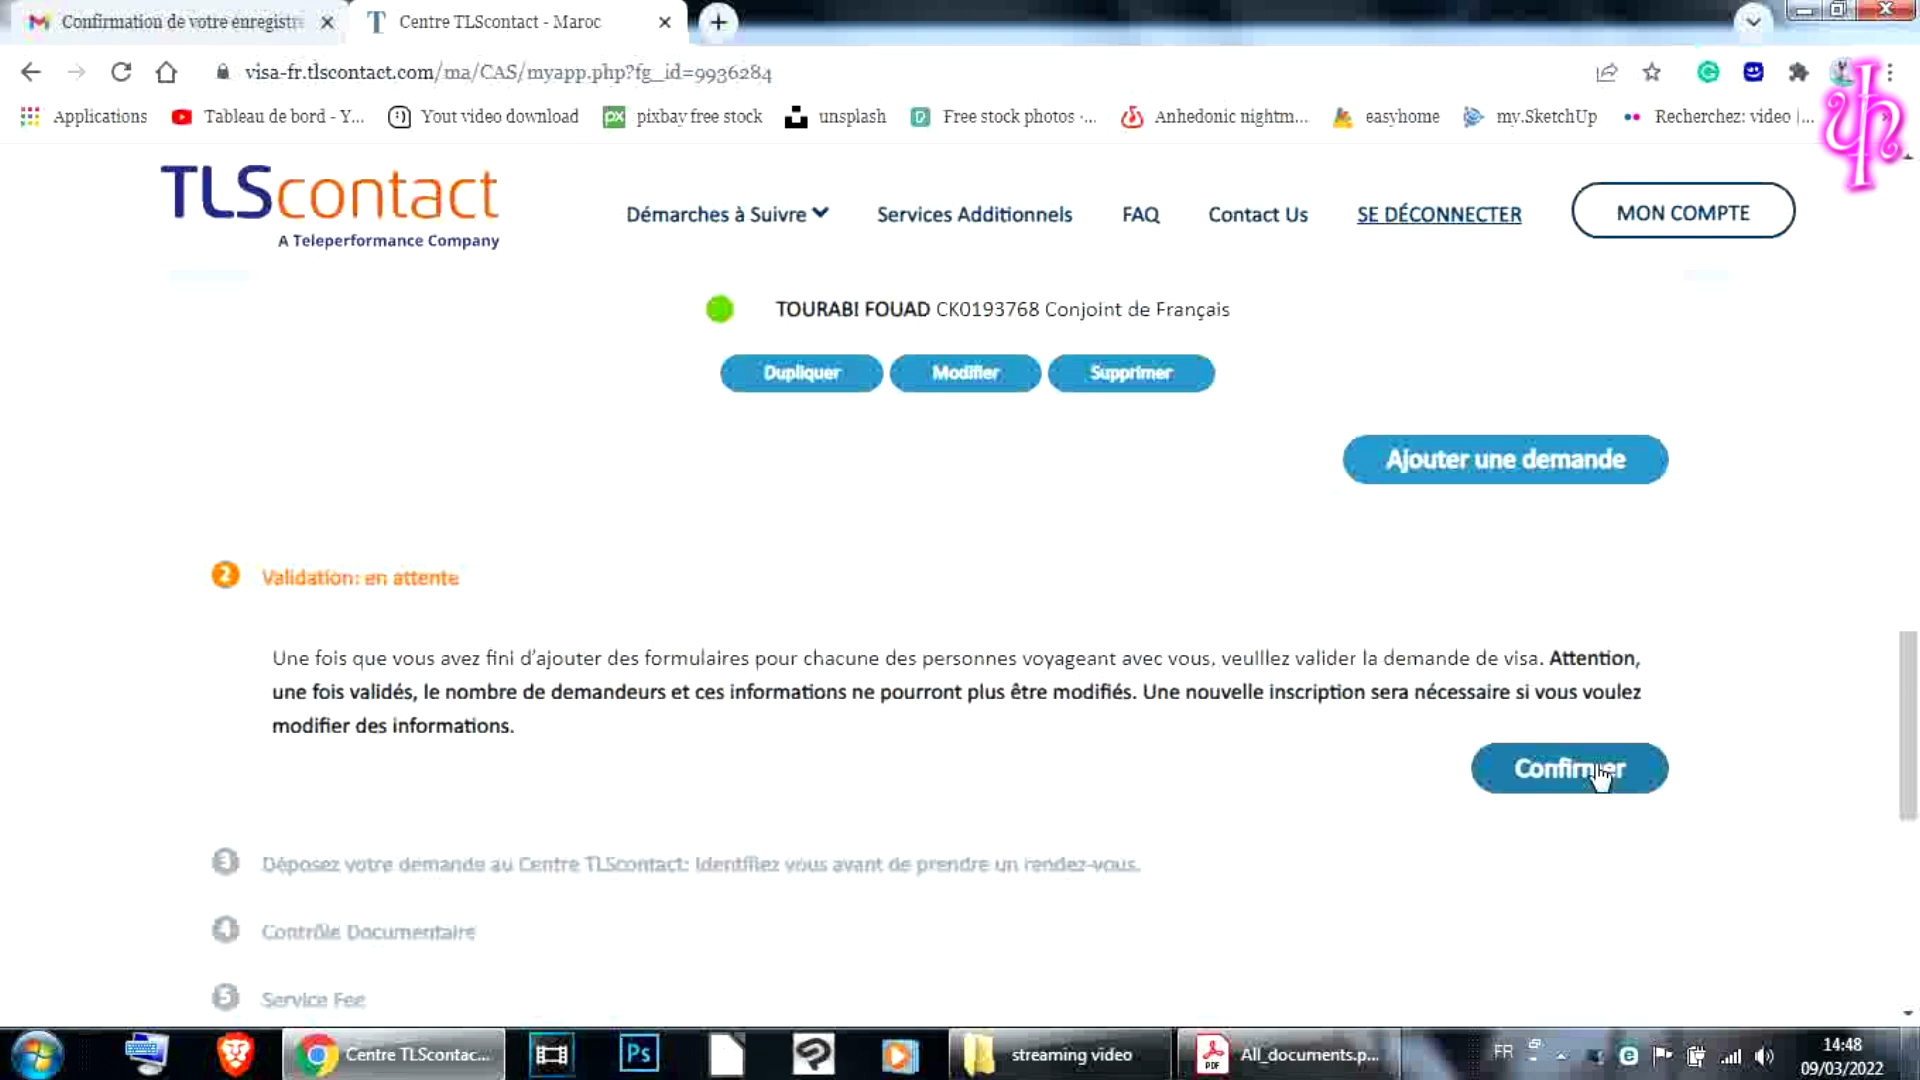 Confirmation de votre enregistr
Centre TLScontact - Maroc
visa-fr.tlscontact.com/ma/CAS/myapp.php?fg_id=9936284
Applications
Tableau de bord - Y...
Yout video download
pixbay free stock
unsplash
Free stock photos ·...
Anhedonic nightm...
easyhome
my.SketchUp
Recherchez: video |...
TLScontact
A Teleperformance Company
Démarches à Suivre
Services Additionnels
FAQ
Contact Us
SE DÉCONNECTER
MON COMPTE
TOURABI FOUAD CK0193768 Conjoint de Français
Dupliquer
Modifier
Supprimer
Ajouter une demande
2 Validation: en attente
Une fois que vous avez fini d’ajouter des formulaires pour chacune des personnes voyageant avec vous, veuillez valider la demande de visa. Attention,
une fois validés, le nombre de demandeurs et ces informations ne pourront plus être modifiés. Une nouvelle inscription sera nécessaire si vous voulez
modifier des informations.
Confirmer
3 Déposez votre demande au Centre TLScontact: Identifiez vous avant de prendre un rendez-vous.
4 Contrôle Documentaire
5 Service Fee
Centre TLScontac...
Ps
streaming video
PDF
All_documents.p...
FR
14:48
09/03/2022